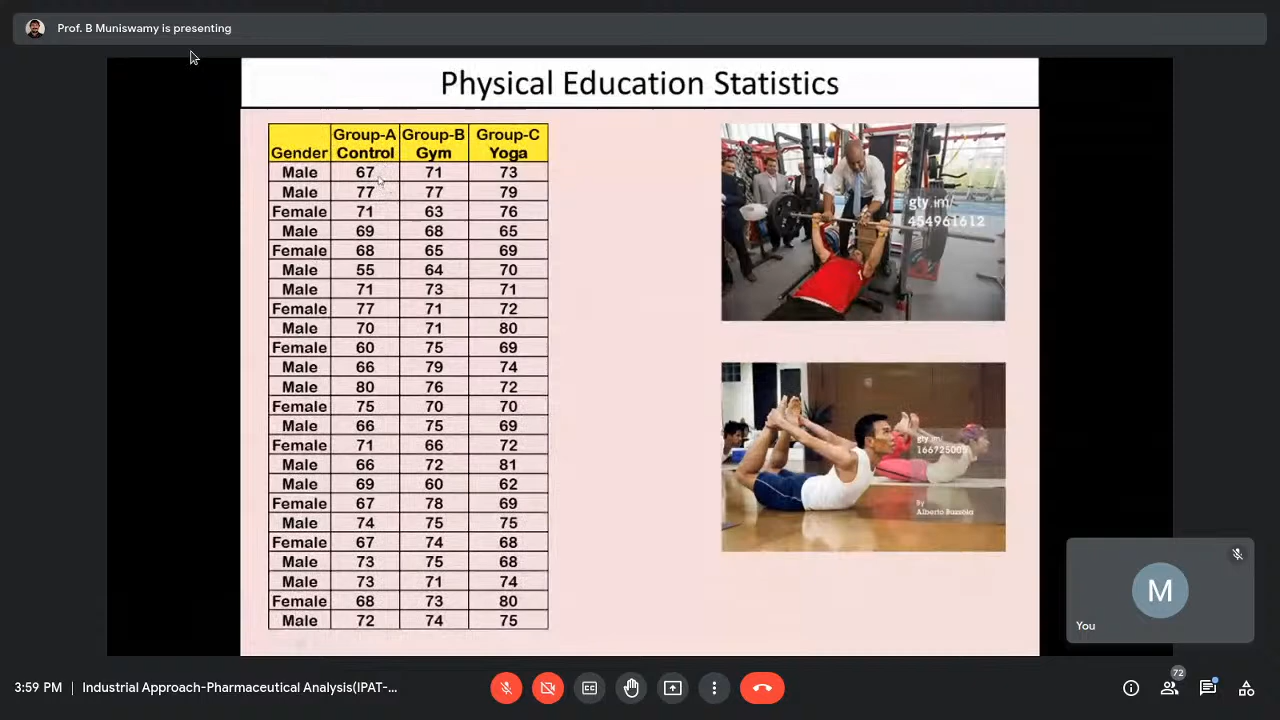 Prof. B Muniswamy is presenting
Physical Education Statistics
Gender Group-A Control Group-B Gym Group-C Yoga
Male 67 71 73
Male 77 77 79
Female 71 63 76
Male 69 68 65
Female 68 65 69
Male 55 64 70
Male 71 73 71
Female 77 71 72
Male 70 71 80
Female 60 75 69
Male 66 79 74
Male 80 76 72
Female 75 70 70
Male 66 75 69
Female 71 66 72
Male 66 72 81
Male 69 60 62
Female 67 78 69
Male 74 75 75
Female 67 74 68
Male 73 75 68
Male 73 71 74
Female 68 73 80
Male 72 74 75
gty.im/
454961612
gty.im/
166725005
By
Alberto Buzzola
M
You
3:59 PM | Industrial Approach-Pharmaceutical Analysis(IPAT-...
72